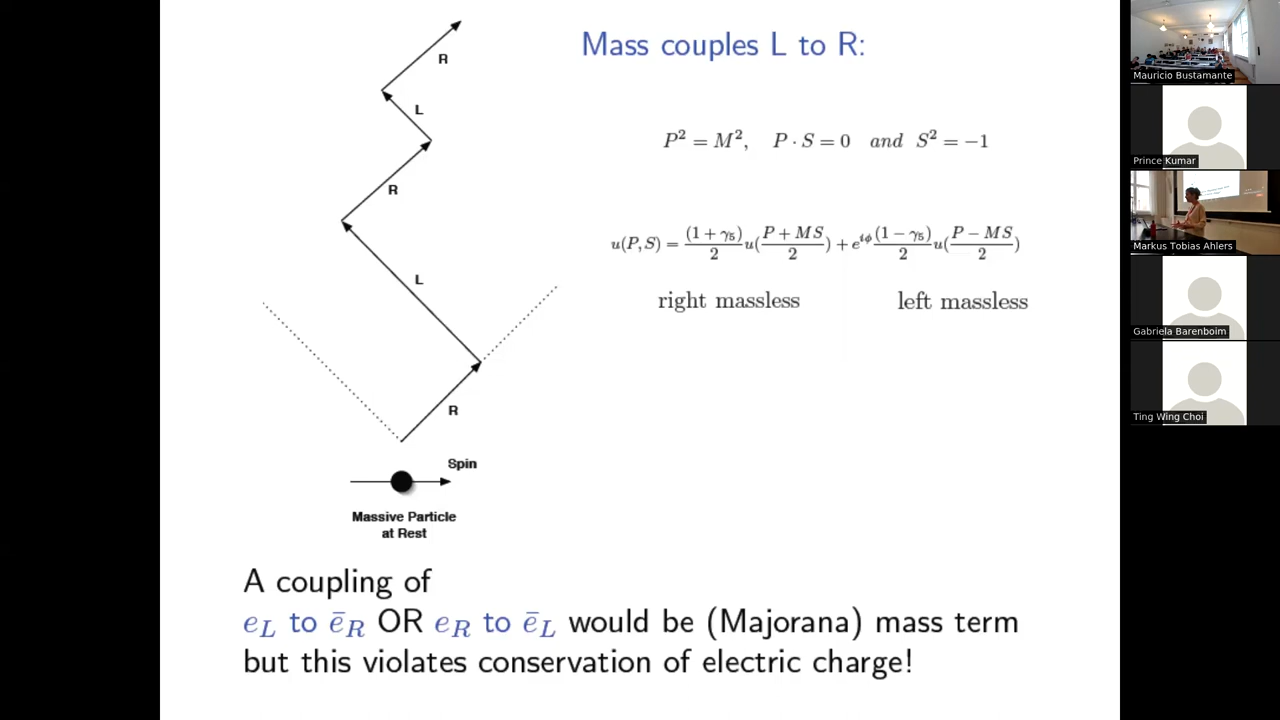 Mass couples L to R:
R
L
R
L
R
P² = M², P · S = 0 and S² = −1
u(P, S) = (1 + γ₅)/2 u((P + MS)/2) + e^{iφ} (1 − γ₅)/2 u((P − MS)/2)
right massless left massless
Spin
Massive Particle
at Rest
A coupling of
e_L to ē_R OR e_R to ē_L would be (Majorana) mass term
but this violates conservation of electric charge!
Mauricio Bustamante
Prince Kumar
Markus Tobias Ahlers
Gabriela Barenboim
Ting Wing Choi